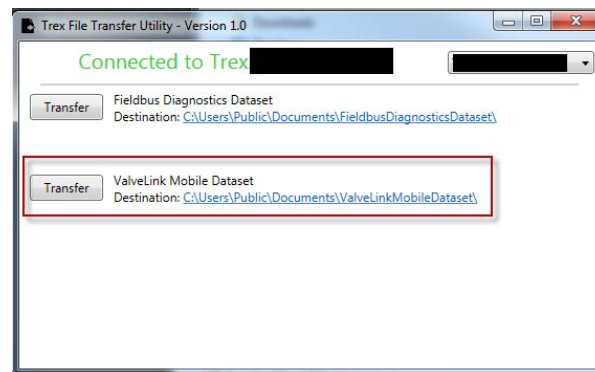 Trex File Transfer Utility - Version 1.0
Connected to Trex
Transfer
Fieldbus Diagnostics Dataset
Destination: C:\Users\Public\Documents\FieldbusDiagnosticsDataset\
Transfer
ValveLink Mobile Dataset
Destination: C:\Users\Public\Documents\ValveLinkMobileDataset\